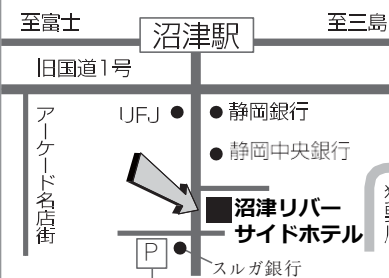 至富士
沼津駅
至三島
旧国道1号
アーケード名店街
UFJ
静岡銀行
静岡中央銀行
沼津リバー
サイドホテル
P
スルガ銀行